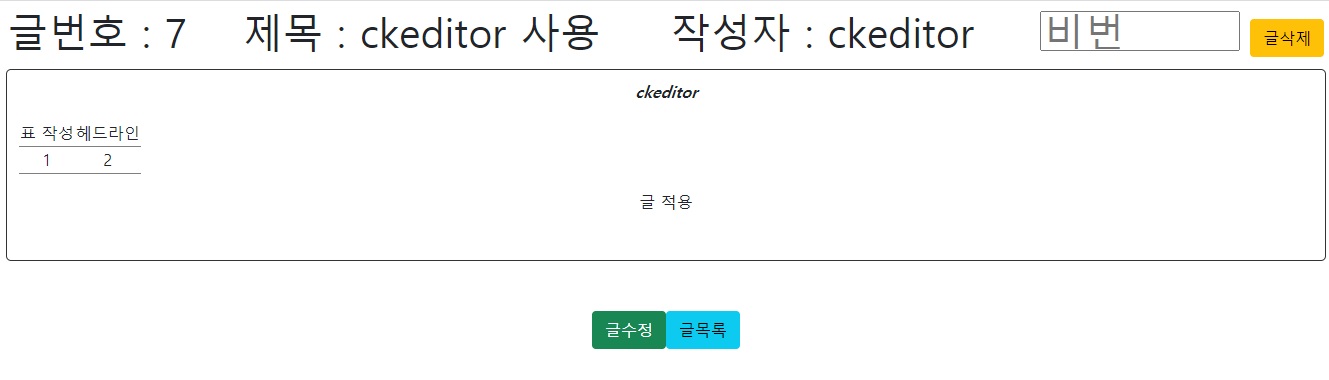 글번호 : 7 제목 : ckeditor 사용 작성자 : ckeditor 비번 글삭제
ckeditor
표 작성 헤드라인
1 2
글 적용
글수정 글목록